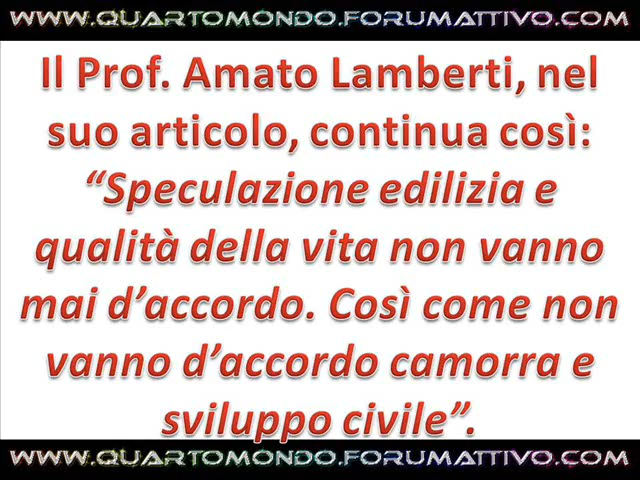 WWW.QUARTOMONDO.FORUMATTIVO.COM
Il Prof. Amato Lamberti, nel
suo articolo, continua così:
“Speculazione edilizia e
qualità della vita non vanno
mai d’accordo. Così come non
vanno d’accordo camorra e
sviluppo civile”.
WWW.QUARTOMONDO.FORUMATTIVO.COM